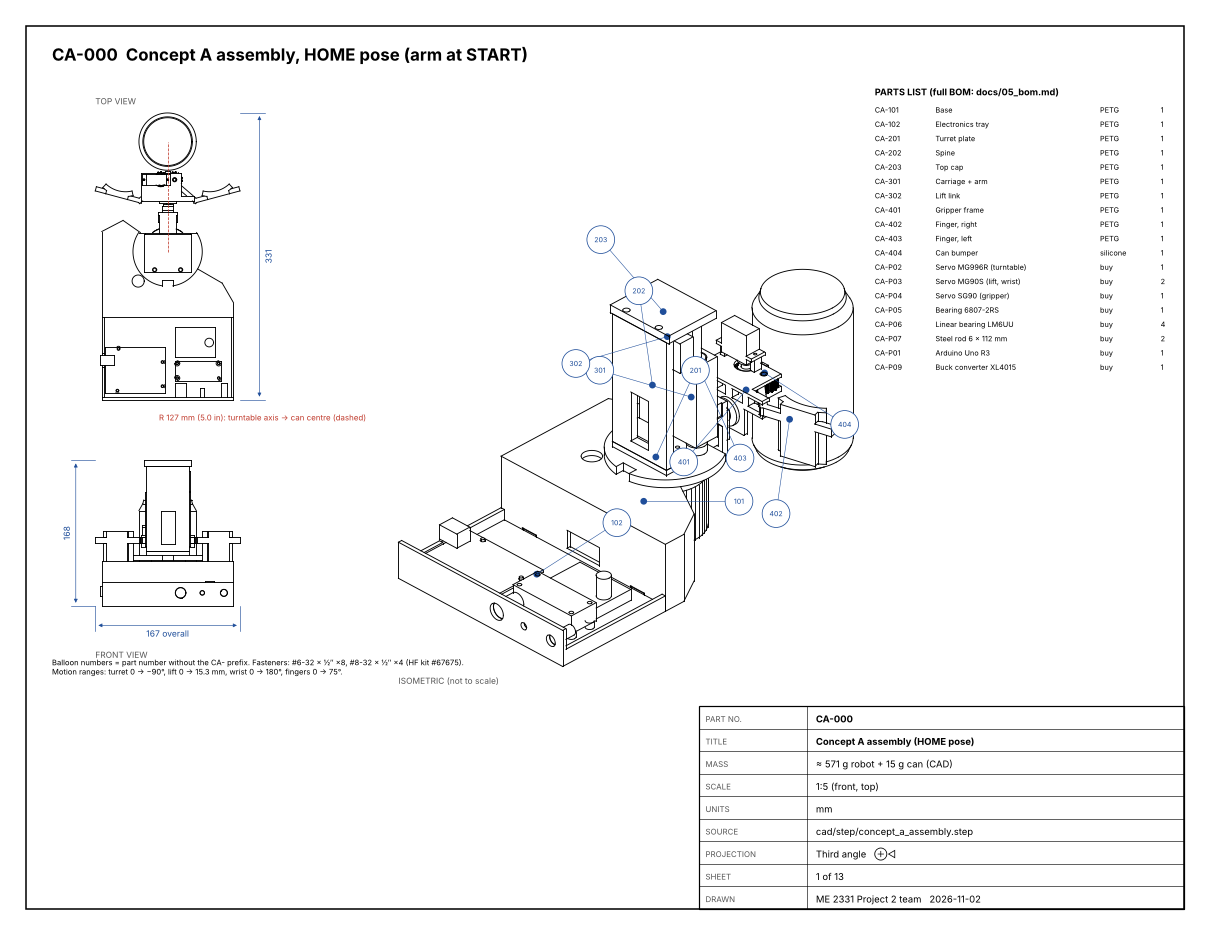 CA-000 Concept A assembly, HOME pose (arm at START)
TOP VIEW
331
R 127 mm (5.0 in): turntable axis → can centre (dashed)
168
167 overall
FRONT VIEW
Balloon numbers = part number without the CA- prefix. Fasteners: #6-32 × ½" ×8, #8-32 × ½" ×4 (HF kit #67675).
Motion ranges: turret 0 → −90°, lift 0 → 15.3 mm, wrist 0 → 180°, fingers 0 → 75°.
203
202
302
301
201
404
401
403
101
402
102
ISOMETRIC (not to scale)
PARTS LIST (full BOM: docs/05_bom.md)
CA-101 Base PETG 1
CA-102 Electronics tray PETG 1
CA-201 Turret plate PETG 1
CA-202 Spine PETG 1
CA-203 Top cap PETG 1
CA-301 Carriage + arm PETG 1
CA-302 Lift link PETG 1
CA-401 Gripper frame PETG 1
CA-402 Finger, right PETG 1
CA-403 Finger, left PETG 1
CA-404 Can bumper silicone 1
CA-P02 Servo MG996R (turntable) buy 1
CA-P03 Servo MG90S (lift, wrist) buy 2
CA-P04 Servo SG90 (gripper) buy 1
CA-P05 Bearing 6807-2RS buy 1
CA-P06 Linear bearing LM6UU buy 4
CA-P07 Steel rod 6 × 112 mm buy 2
CA-P01 Arduino Uno R3 buy 1
CA-P09 Buck converter XL4015 buy 1
PART NO. CA-000
TITLE Concept A assembly (HOME pose)
MASS ≈ 571 g robot + 15 g can (CAD)
SCALE 1:5 (front, top)
UNITS mm
SOURCE cad/step/concept_a_assembly.step
PROJECTION Third angle
SHEET 1 of 13
DRAWN ME 2331 Project 2 team 2026-11-02